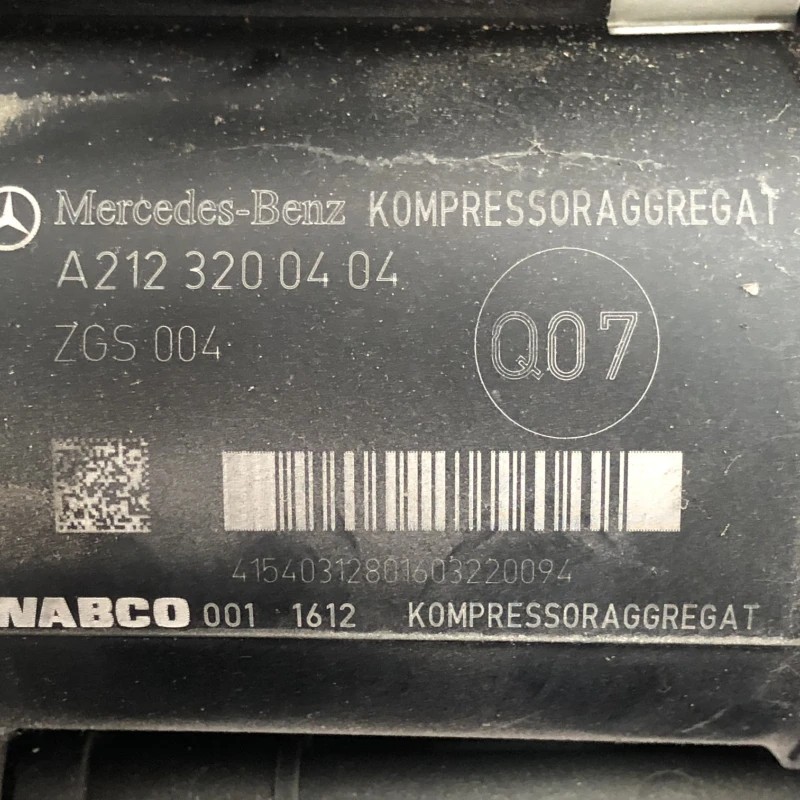 Mercedes-Benz KOMPRESSORAGGREGAT
A212 320 04 04
ZGS 004
Q07
41540312801603220094
NABCO 001 1612 KOMPRESSORAGGREGAT